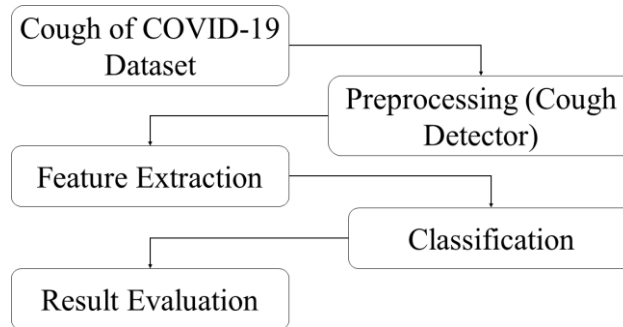 Cough of COVID-19
Dataset
Preprocessing (Cough
Detector)
Feature Extraction
Classification
Result Evaluation